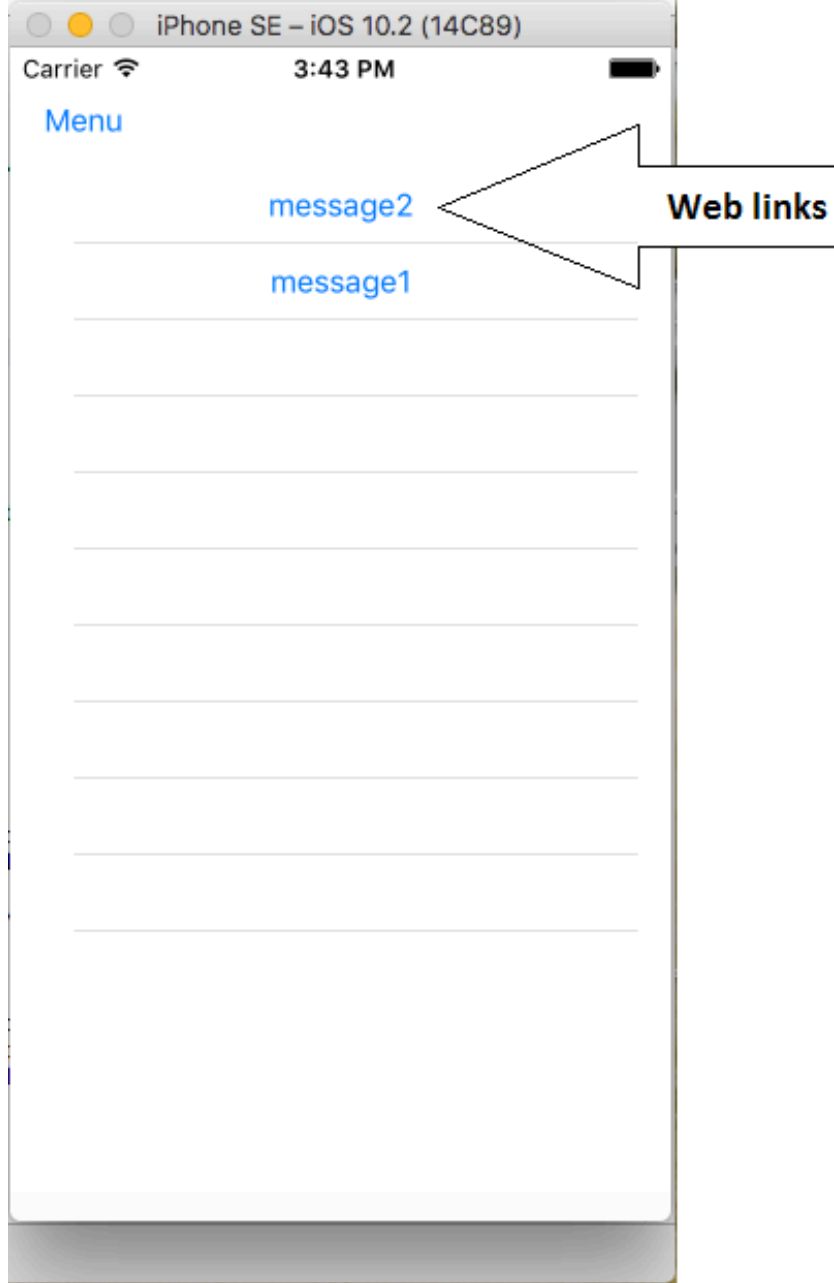 iPhone SE – iOS 10.2 (14C89)
Carrier 3:43 PM
Menu
message2
Web links
message1